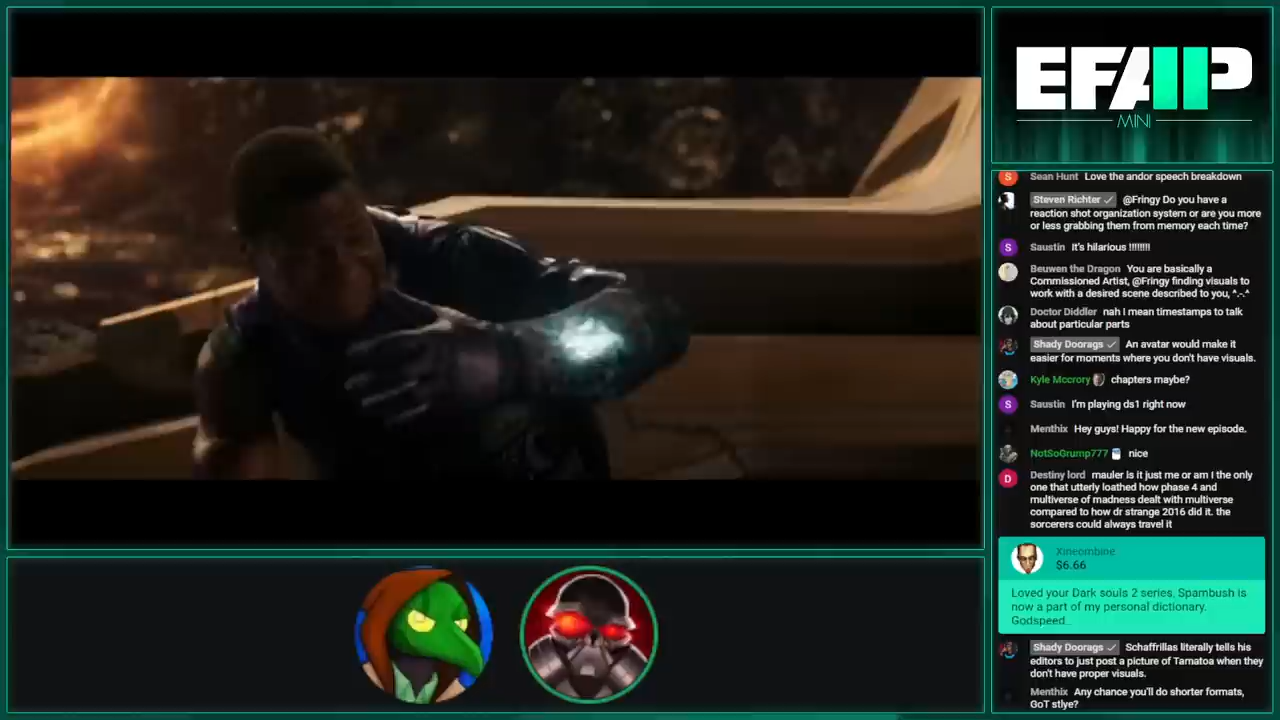 EFAP
MINI
Sean Hunt Love the andor speech breakdown
Steven Richter @Fringy Do you have a
reaction shot organization system or are you more
or less grabbing them from memory each time?
Saustin It's hilarious !!!!!!!!
Beuwen the Dragon You are basically a
Commissioned Artist, @Fringy finding visuals to
work with a desired scene described to you, ^.-.^
Doctor Diddler nah I mean timestamps to talk
about particular parts
Shady Doorags An avatar would make it
easier for moments where you don't have visuals.
Kyle Mccrory chapters maybe?
S Saustin I'm playing ds1 right now
Menthix Hey guys! Happy for the new episode.
NotSoGrump777 nice
D Destiny lord mauler is it just me or am I the only
one that utterly loathed how phase 4 and
multiverse of madness dealt with multiverse
compared to how dr strange 2016 did it. the
sorcerers could always travel it
Xineombine
$6.66
Loved your Dark souls 2 series. Spambush is
now a part of my personal dictionary.
Godspeed...
Shady Doorags Schaffrillas literally tells his
editors to just post a picture of Tamatoa when they
don't have proper visuals.
Menthix Any chance you'll do shorter formats,
GoT stlye?